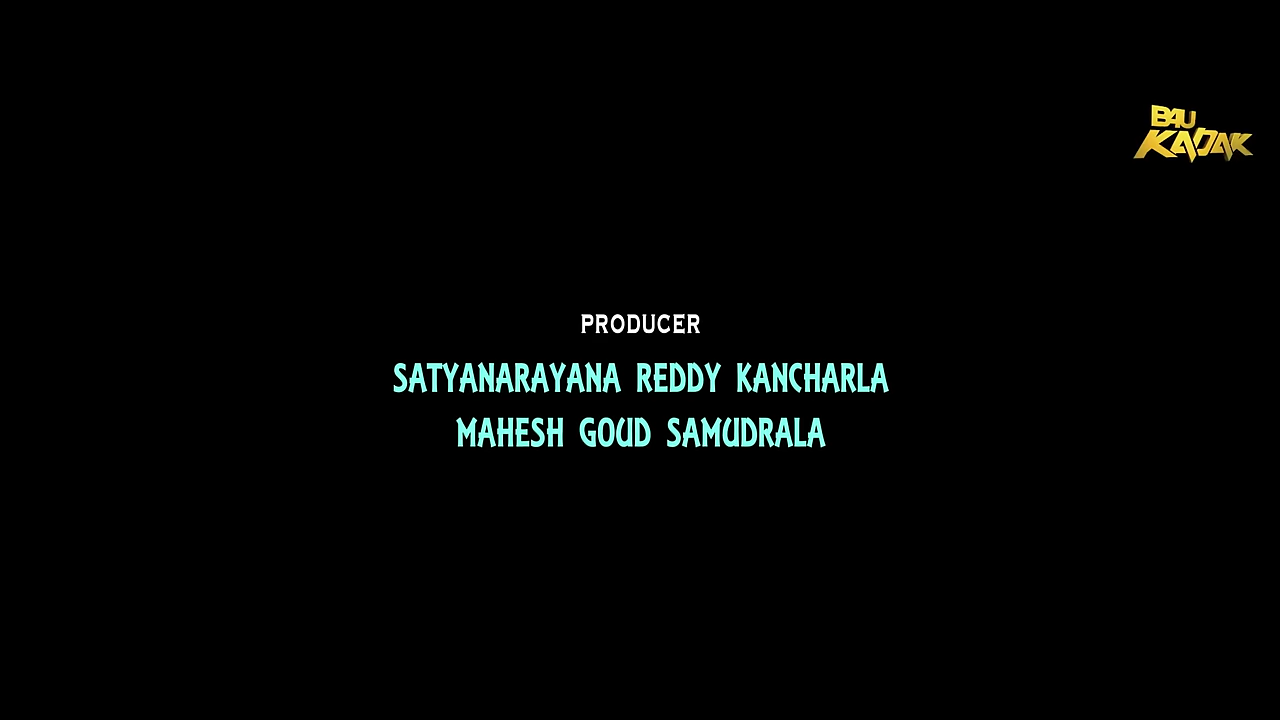 B4U
KADAK
PRODUCER
SATYANARAYANA REDDY KANCHARLA
MAHESH GOUD SAMUDRALA